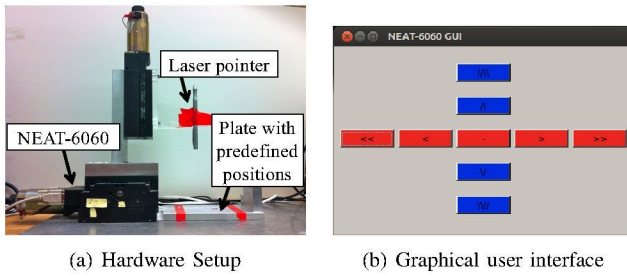 Laser pointer
NEAT-6060
Plate with
predefined
positions
NEAT-6060 GUI
//\\
/\
<<
<
.
>
>>
\/
\\//
(a) Hardware Setup
(b) Graphical user interface